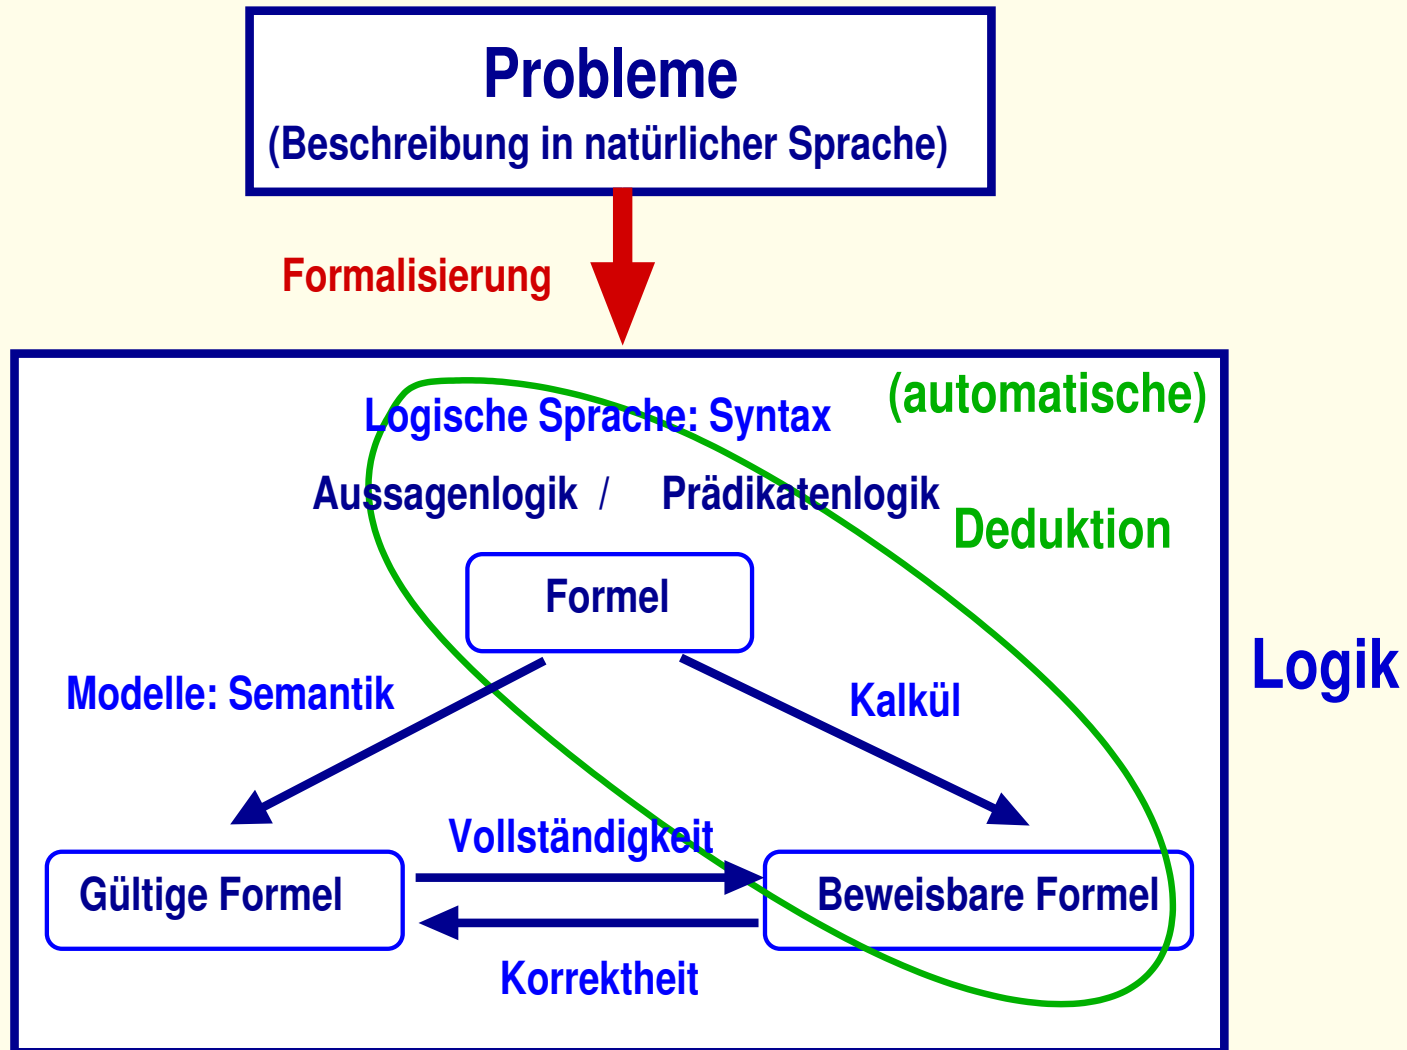 Probleme
(Beschreibung in natürlicher Sprache)
Formalisierung
(automatische)
Logische Sprache: Syntax
Aussagenlogik / Prädikatenlogik
Deduktion
Formel
Logik
Modelle: Semantik
Kalkül
Vollständigkeit
Gültige Formel
Beweisbare Formel
Korrektheit